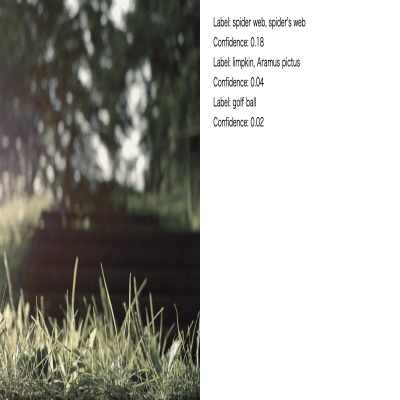 Label: spider web, spider's web
Confidence: 0.18
Label: limpkin, Aramus pictus
Confidence: 0.04
Label: golf ball
Confidence: 0.02